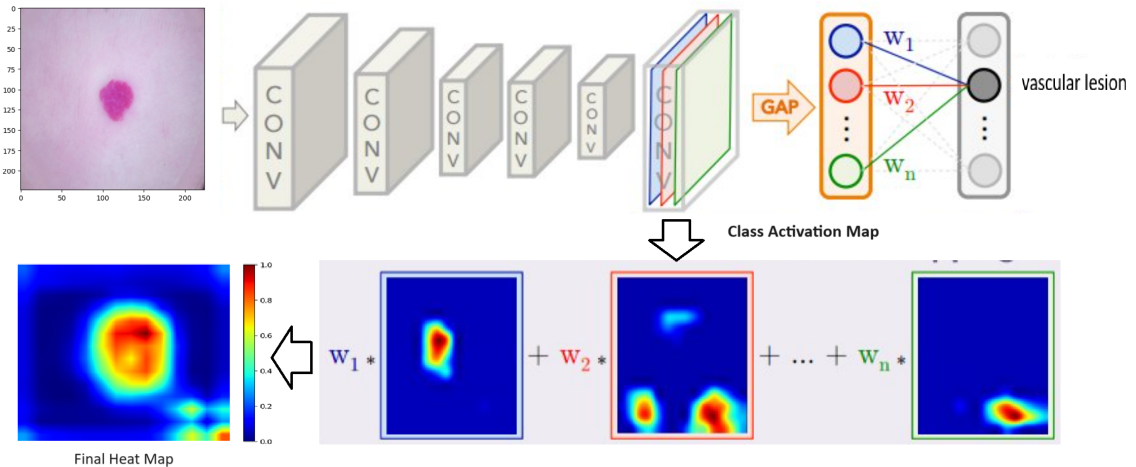 0
25
50
75
100
125
150
175
200
0 50 100 150 200
CONV
CONV
CONV
CONV
CONV
CONV
GAP
w1
w2
wn
vascular lesion
Class Activation Map
1.0
0.8
0.6
0.4
0.2
0.0
Final Heat Map
w1 * + w2 * + ... + wn *